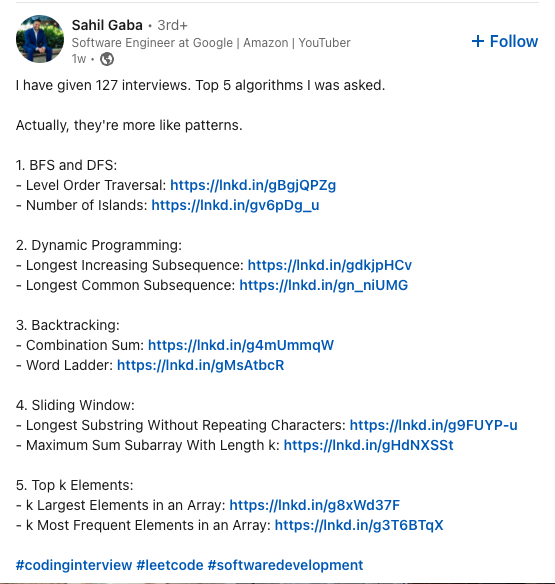 Sahil Gaba • 3rd+
Software Engineer at Google | Amazon | YouTuber
1w •
+ Follow
I have given 127 interviews. Top 5 algorithms I was asked.
Actually, they're more like patterns.
1. BFS and DFS:
- Level Order Traversal: https://lnkd.in/gBgjQPZg
- Number of Islands: https://lnkd.in/gv6pDg_u
2. Dynamic Programming:
- Longest Increasing Subsequence: https://lnkd.in/gdkjpHCv
- Longest Common Subsequence: https://lnkd.in/gn_niUMG
3. Backtracking:
- Combination Sum: https://lnkd.in/g4mUmmqW
- Word Ladder: https://lnkd.in/gMsAtbcR
4. Sliding Window:
- Longest Substring Without Repeating Characters: https://lnkd.in/g9FUYP-u
- Maximum Sum Subarray With Length k: https://lnkd.in/gHdNXSSt
5. Top k Elements:
- k Largest Elements in an Array: https://lnkd.in/g8xWd37F
- k Most Frequent Elements in an Array: https://lnkd.in/g3T6BTqX
#codinginterview #leetcode #softwaredevelopment